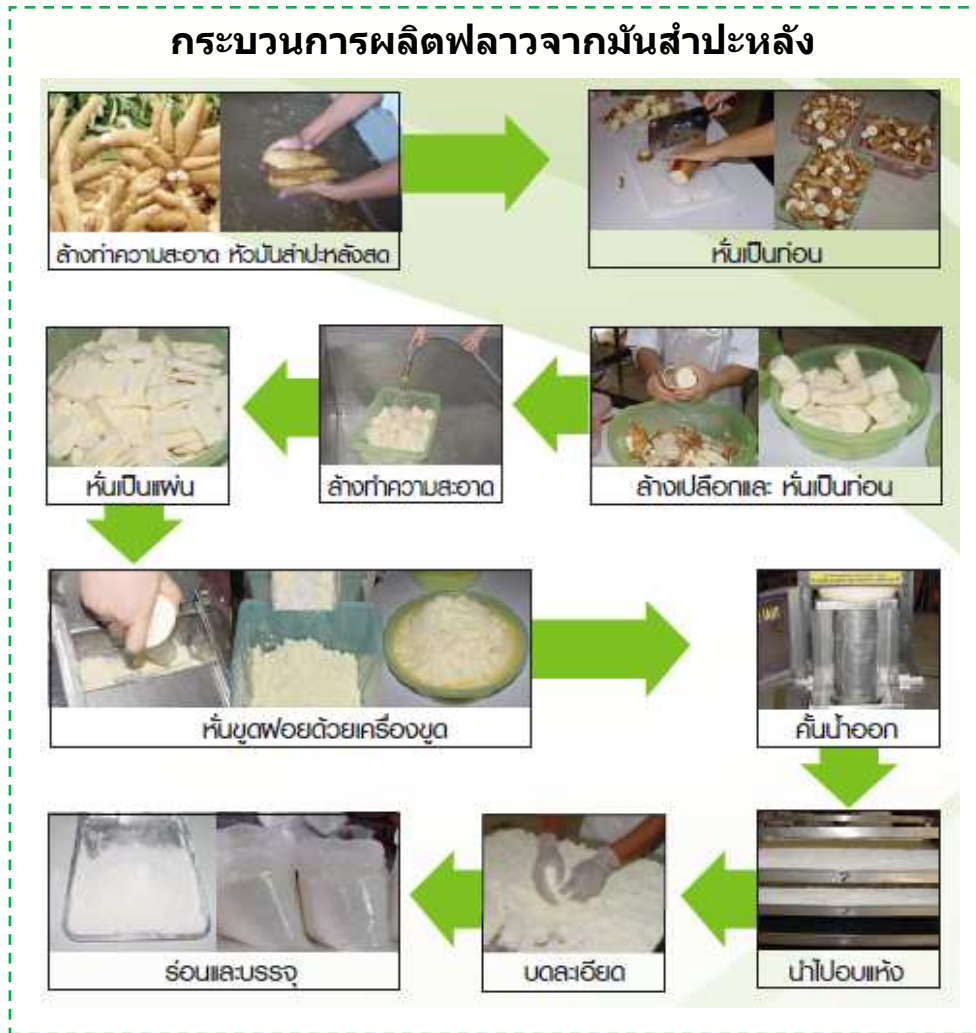 กระบวนการผลิตฟลาวจากมันสำปะหลัง
ล้างทำความสะอาด หัวมันสำปะหลังสด
หั่นเป็นท่อน
ล้างเปลือกและ หั่นเป็นท่อน
ล้างทำความสะอาด
หั่นเป็นแผ่น
หั่นขูดฝอยด้วยเครื่องขูด
คั้นน้ำออก
นำไปอบแห้ง
บดละเอียด
ร่อนและบรรจุ